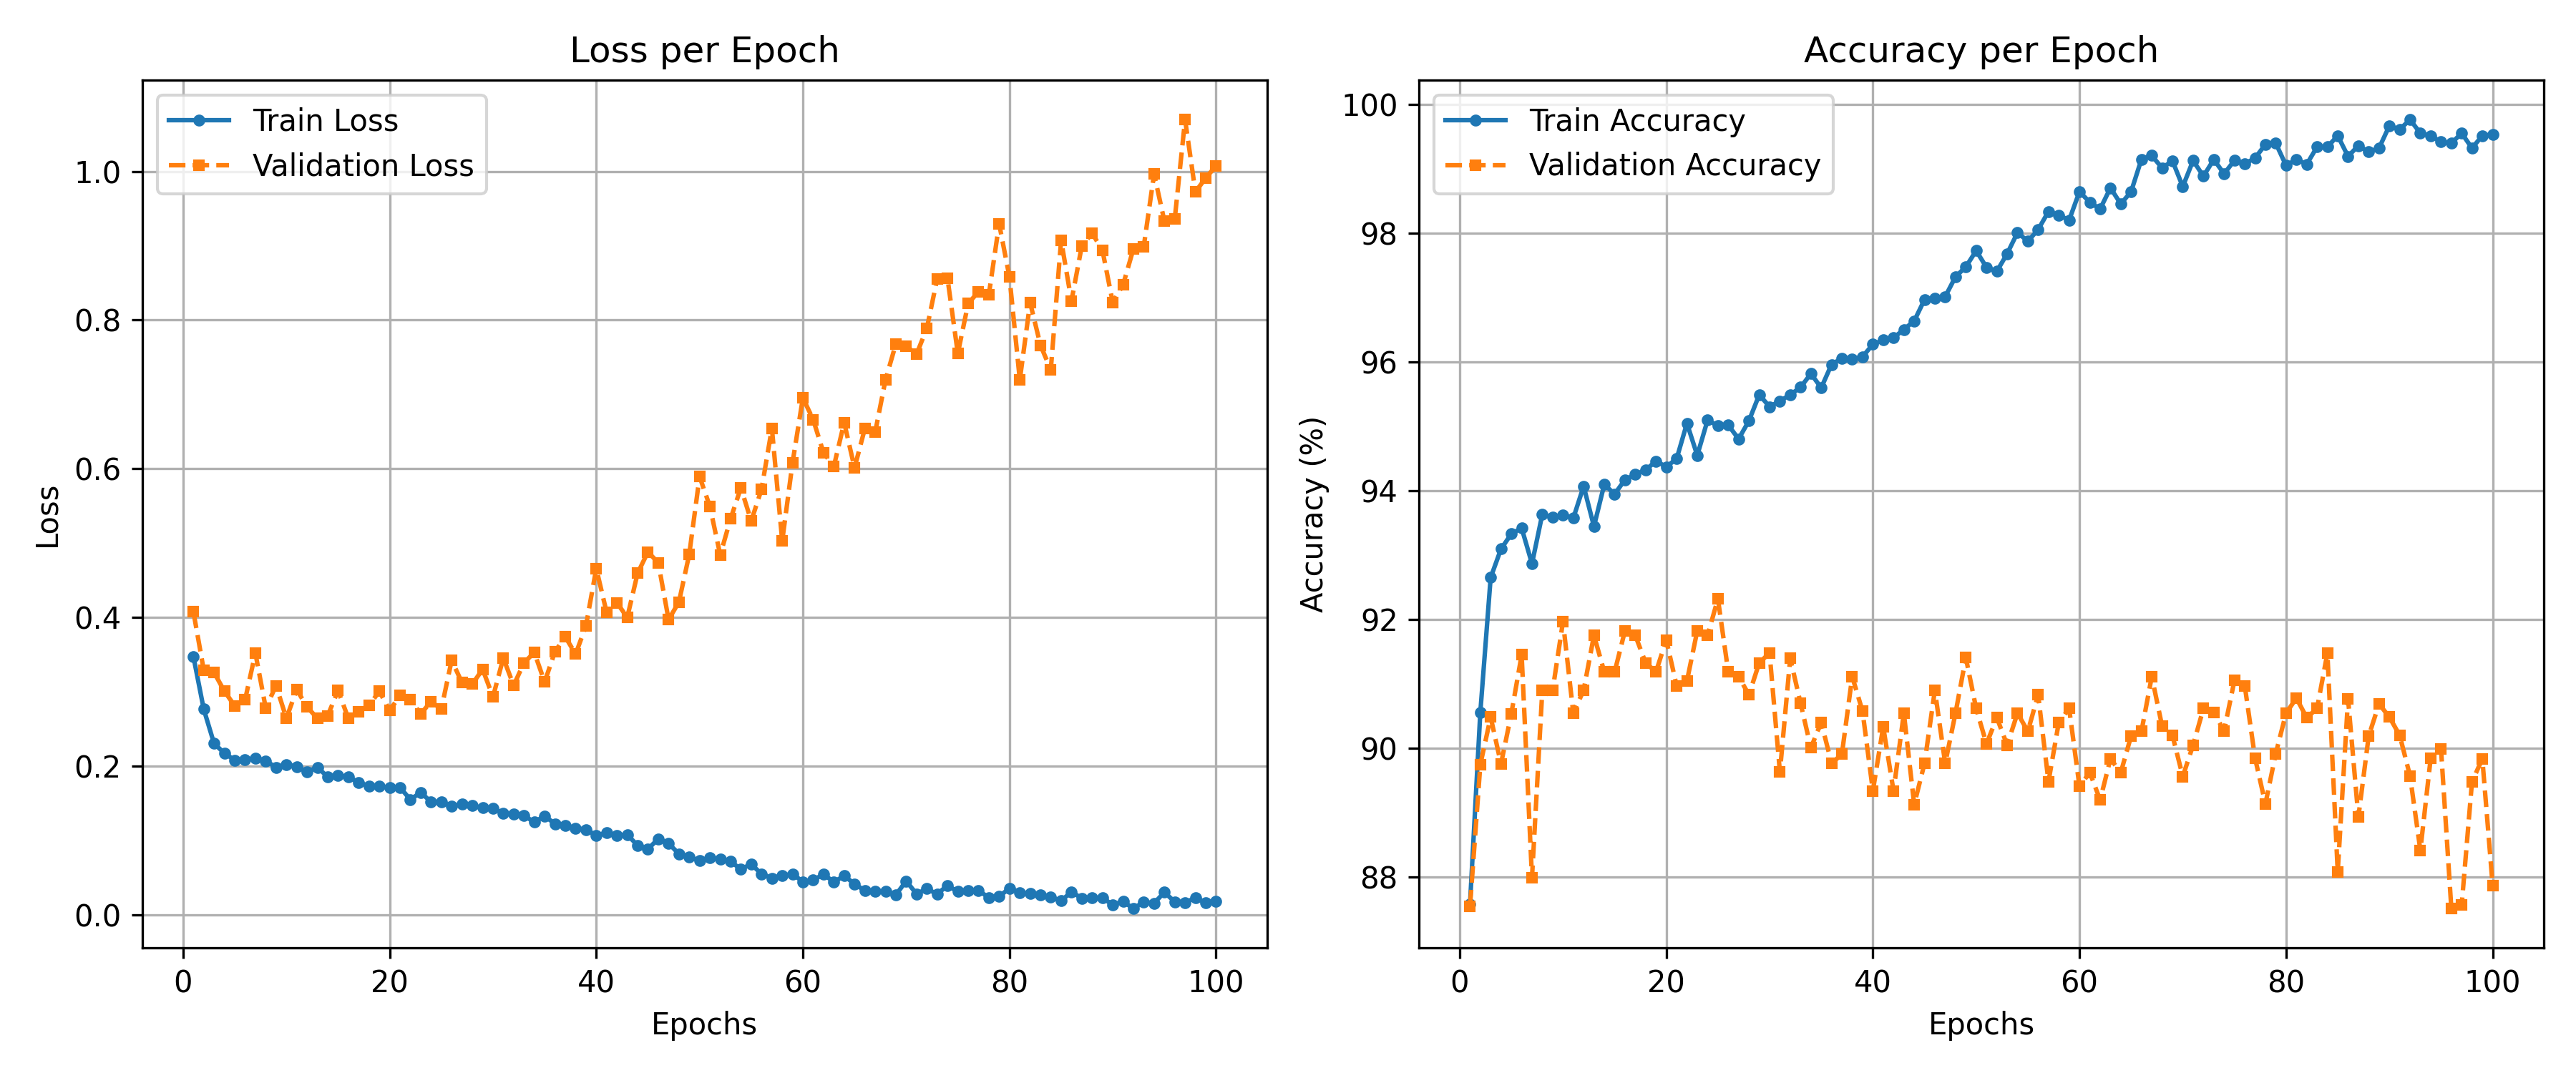 Loss per Epoch
Train Loss
Validation Loss
1.0
0.8
0.6
0.4
0.2
0.0
Loss
0 20 40 60 80 100
Epochs
Accuracy per Epoch
Train Accuracy
Validation Accuracy
100
98
96
94
92
90
88
Accuracy (%)
0 20 40 60 80 100
Epochs